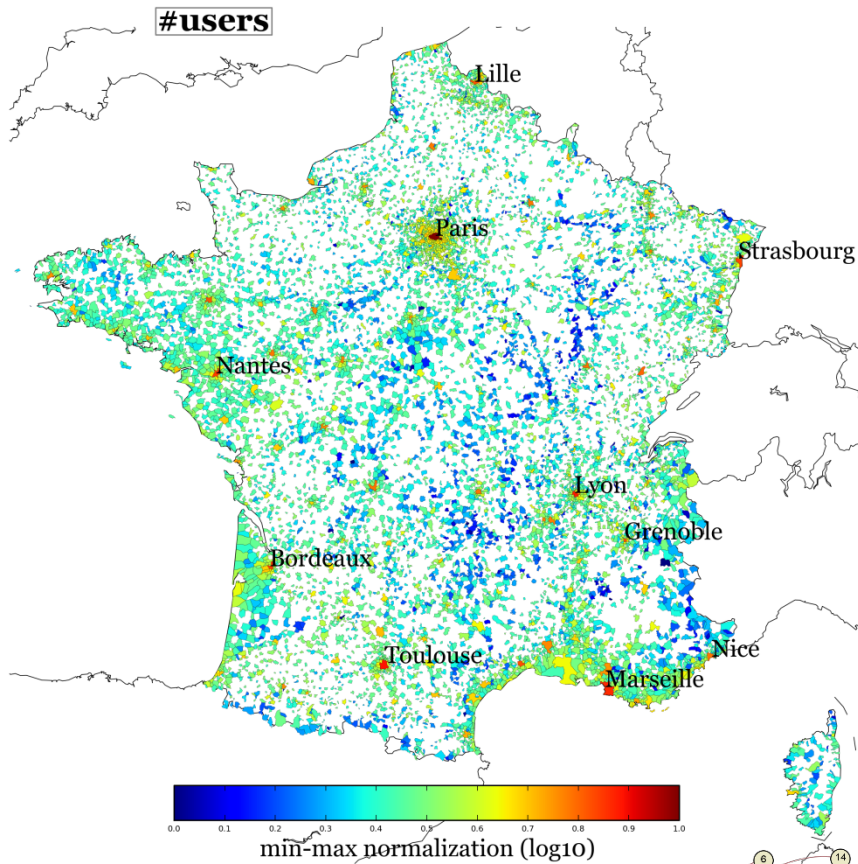 #users
Lille
Paris
Strasbourg
Nantes
Lyon
Grenoble
Bordeaux
Nice
Toulouse
Marseille
0.0 0.1 0.2 0.3 0.4 0.5 0.6 0.7 0.8 0.9 1.0
min-max normalization (log10)
6 14